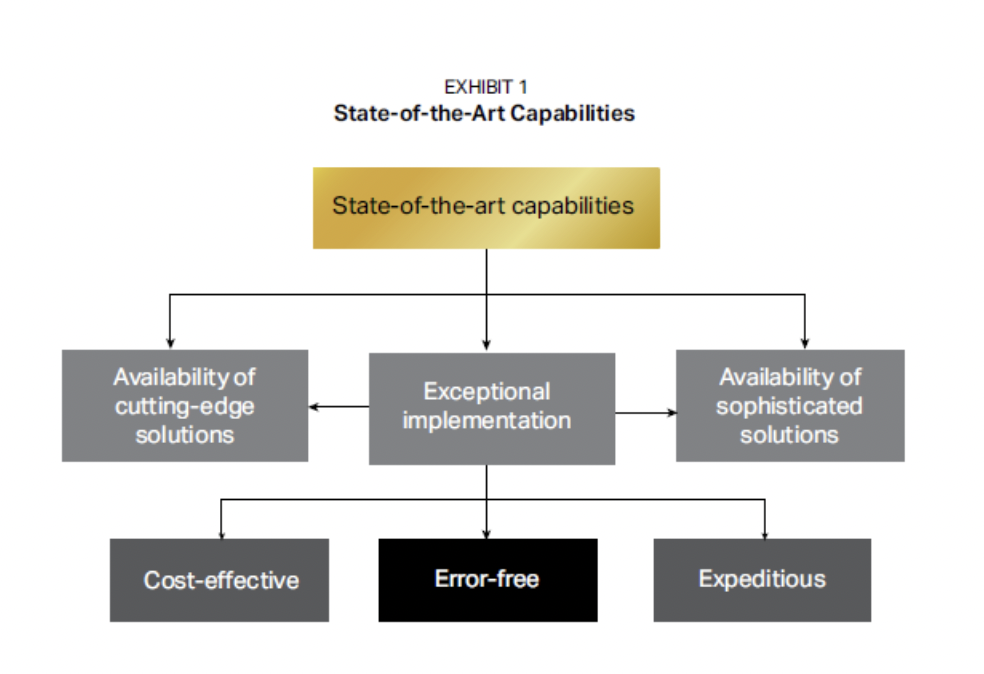 EXHIBIT 1
State-of-the-Art Capabilities
State-of-the-art capabilities
Availability of
cutting-edge
solutions
Exceptional
implementation
Availability of
sophisticated
solutions
Cost-effective
Error-free
Expeditious